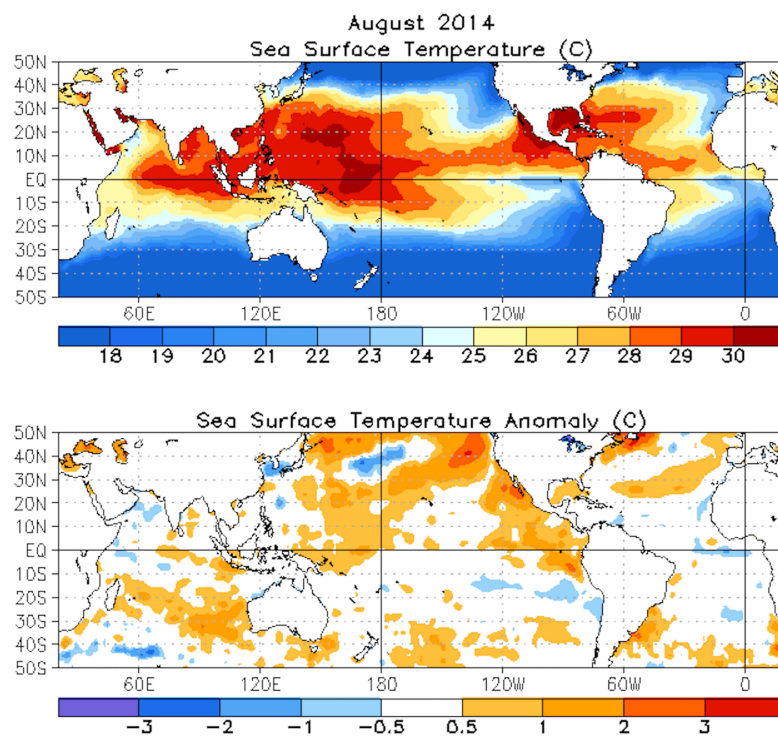 August 2014
Sea Surface Temperature (C)
50N
40N
30N
20N
10N
EQ
10S
20S
30S
40S
50S
60E 120E 180 120W 60W 0
18 19 20 21 22 23 24 25 26 27 28 29 30
Sea Surface Temperature Anomaly (C)
50N
40N
30N
20N
10N
EQ
10S
20S
30S
40S
50S
60E 120E 180 120W 60W 0
-3 -2 -1 -0.5 0.5 1 2 3